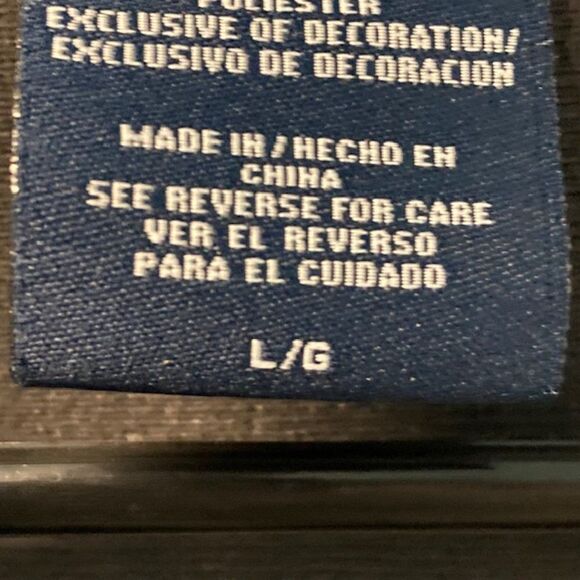 POLIESTER
EXCLUSIVE OF DECORATION/
EXCLUSIVO DE DECORACION
MADE IN/HECHO EN
CHINA
SEE REVERSE FOR CARE
VER EL REVERSO
PARA EL CUIDADO
L/G